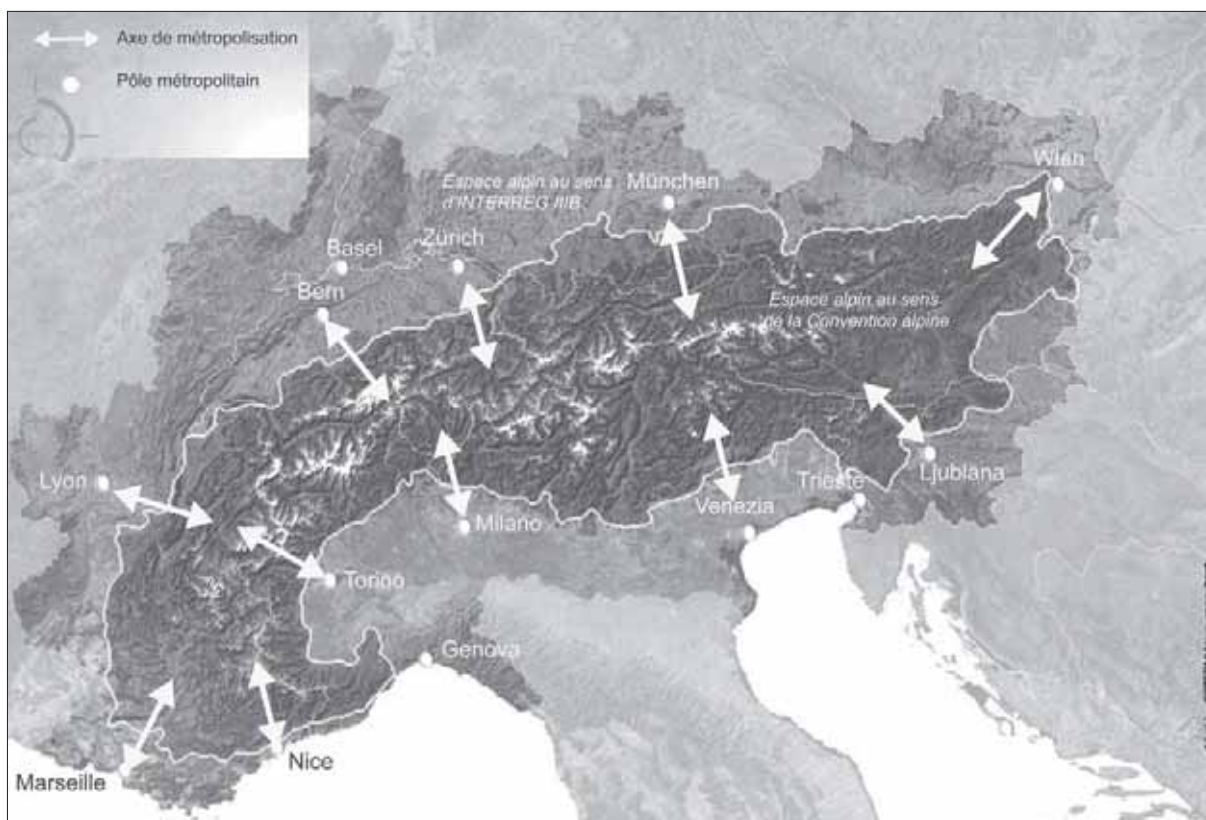 Axe de métropolisation
Pôle métropolitain
Wien
Espace alpin au sens
d'INTERREG IIIB
München
Basel
Zürich
Bern
Espace alpin au sens
de la Convention alpine
Lyon
Milano
Venezia
Trieste
Ljublana
Torino
Genova
Nice
Marseille